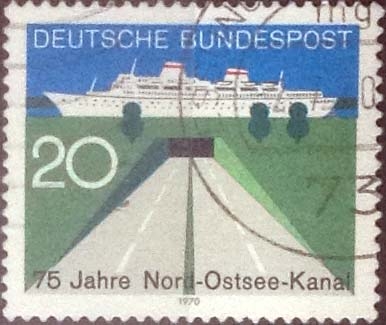 DEUTSCHE BUNDESPOST
20
75 Jahre Nord-Ostsee-Kanal
1970